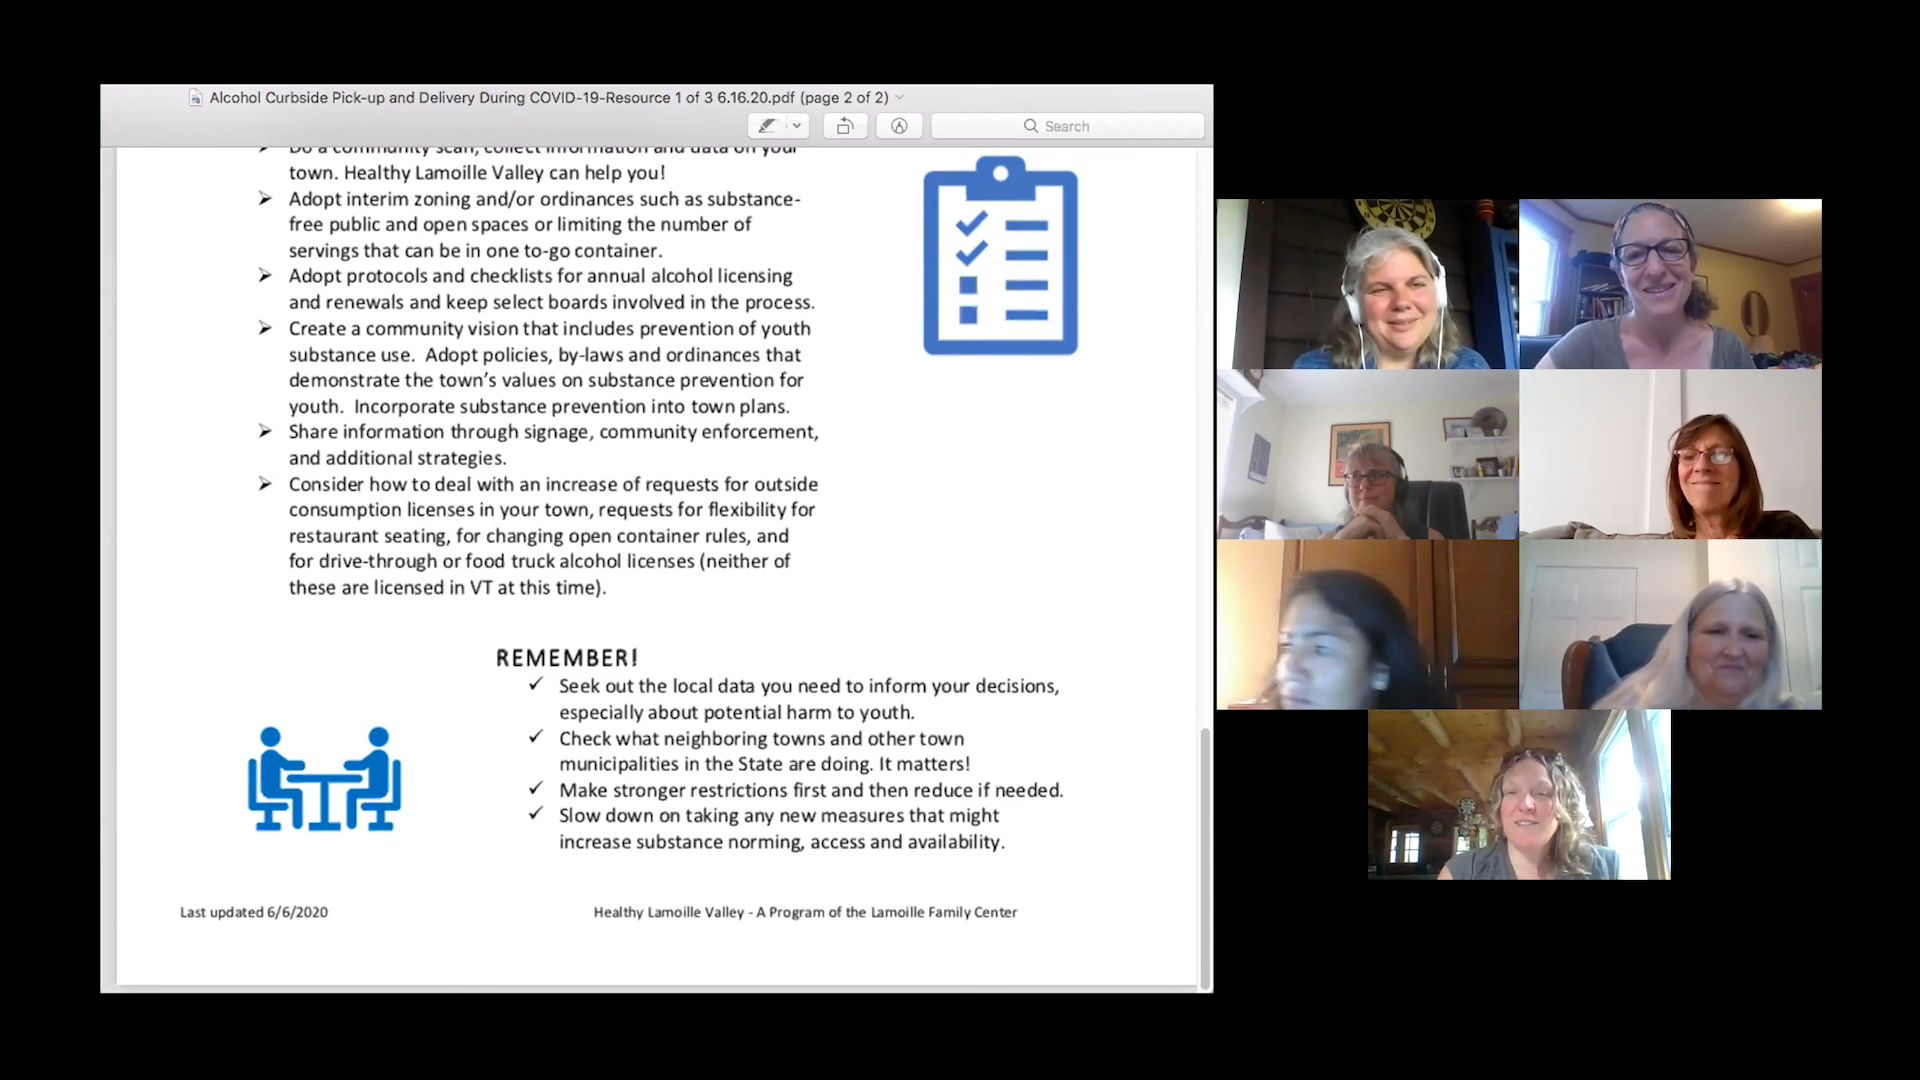 Alcohol Curbside Pick-up and Delivery During COVID-19-Resource 1 of 3 6.16.20.pdf (page 2 of 2)
Search
Do a community scan, collect information and data on your
town. Healthy Lamoille Valley can help you!
Adopt interim zoning and/or ordinances such as substance-
free public and open spaces or limiting the number of
servings that can be in one to-go container.
Adopt protocols and checklists for annual alcohol licensing
and renewals and keep select boards involved in the process.
Create a community vision that includes prevention of youth
substance use.  Adopt policies, by-laws and ordinances that
demonstrate the town’s values on substance prevention for
youth.  Incorporate substance prevention into town plans.
Share information through signage, community enforcement,
and additional strategies.
Consider how to deal with an increase of requests for outside
consumption licenses in your town, requests for flexibility for
restaurant seating, for changing open container rules, and
for drive-through or food truck alcohol licenses (neither of
these are licensed in VT at this time).
REMEMBER!
✓ Seek out the local data you need to inform your decisions,
especially about potential harm to youth.
✓ Check what neighboring towns and other town
municipalities in the State are doing. It matters!
✓ Make stronger restrictions first and then reduce if needed.
✓ Slow down on taking any new measures that might
increase substance norming, access and availability.
Last updated 6/6/2020
Healthy Lamoille Valley - A Program of the Lamoille Family Center